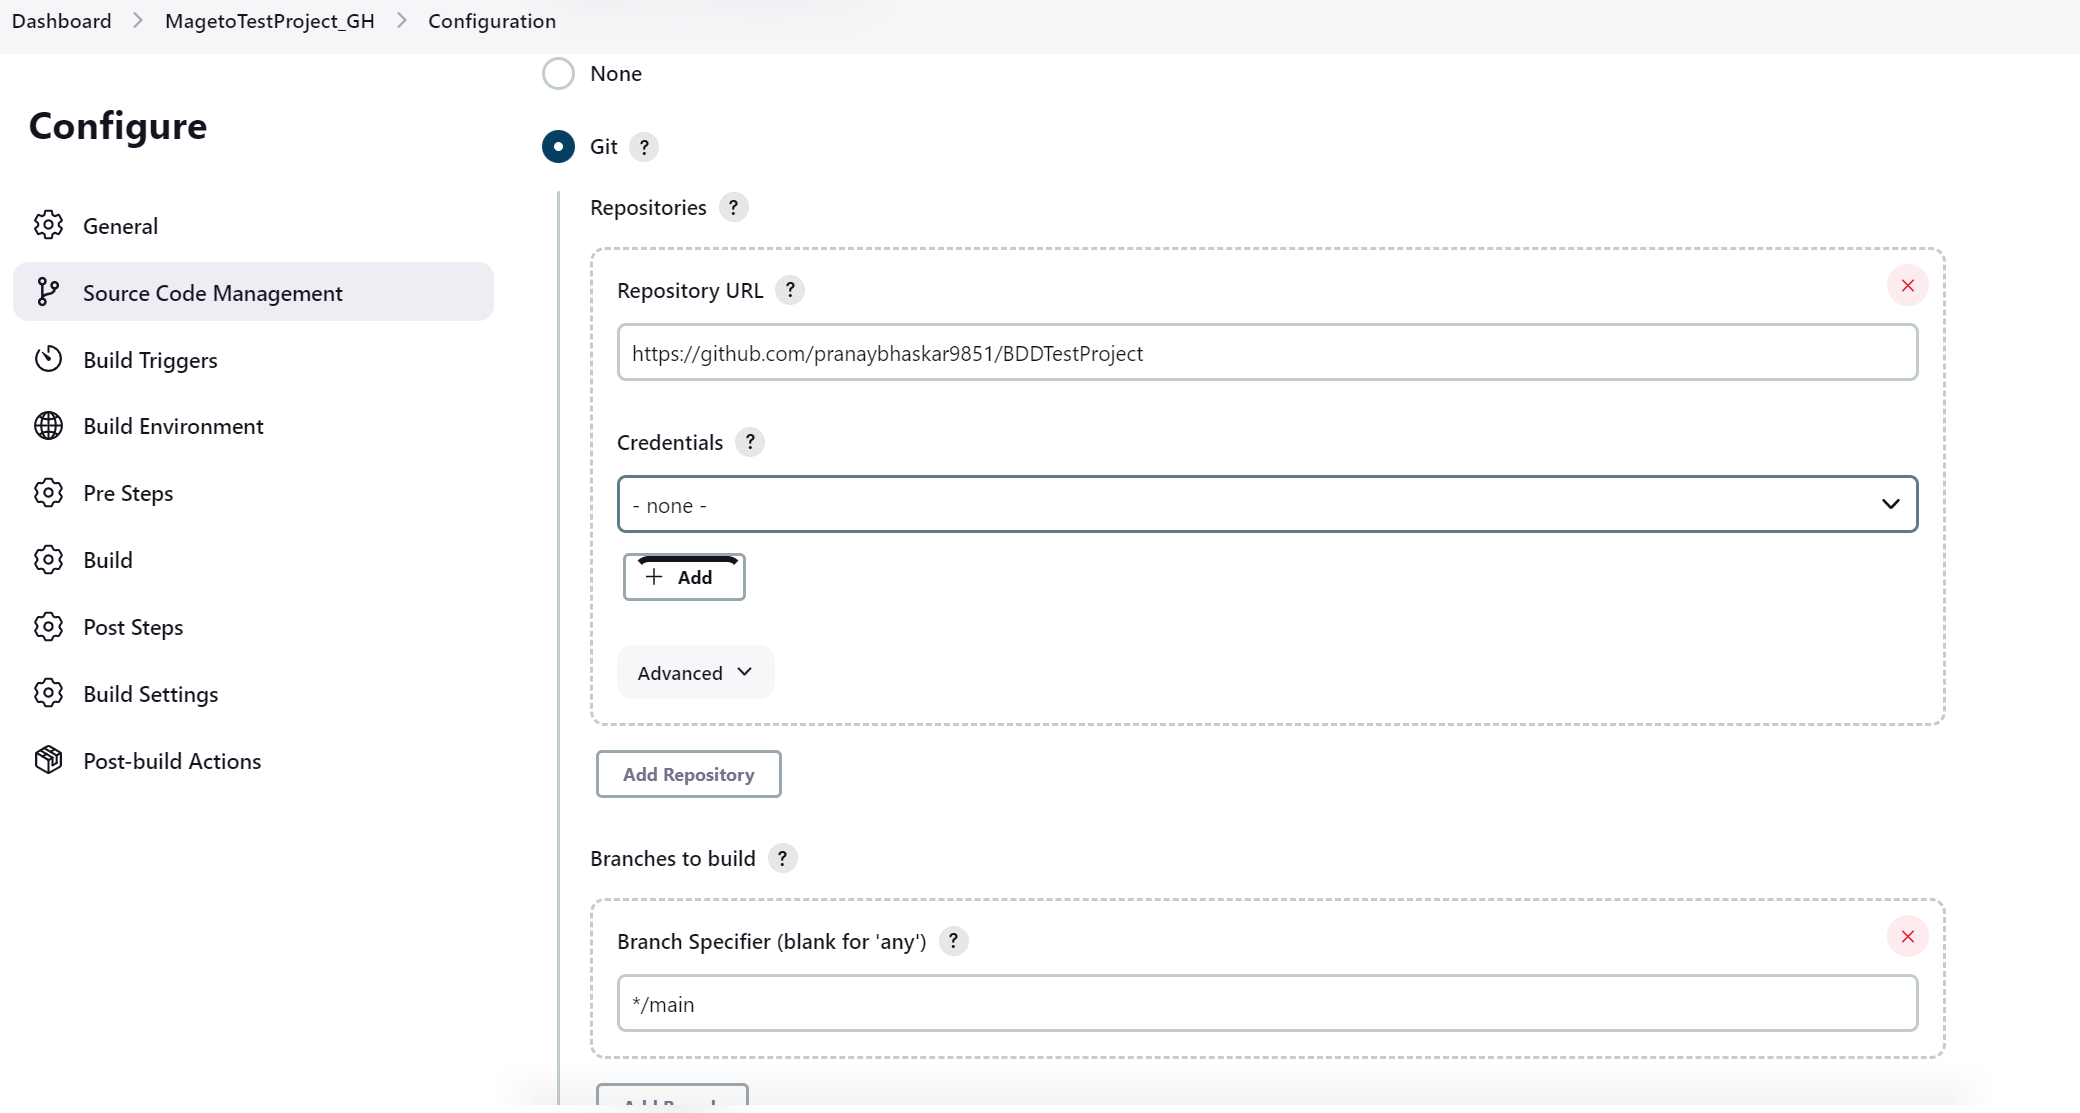 Dashboard > MagetoTestProject_GH > Configuration
Configure
General
Source Code Management
Build Triggers
Build Environment
Pre Steps
Build
Post Steps
Build Settings
Post-build Actions
None
Git ?
Repositories ?
Repository URL ?
https://github.com/pranaybhaskar9851/BDDTestProject
Credentials ?
- none -
+ Add
Advanced
Add Repository
Branches to build ?
Branch Specifier (blank for 'any') ?
*/main